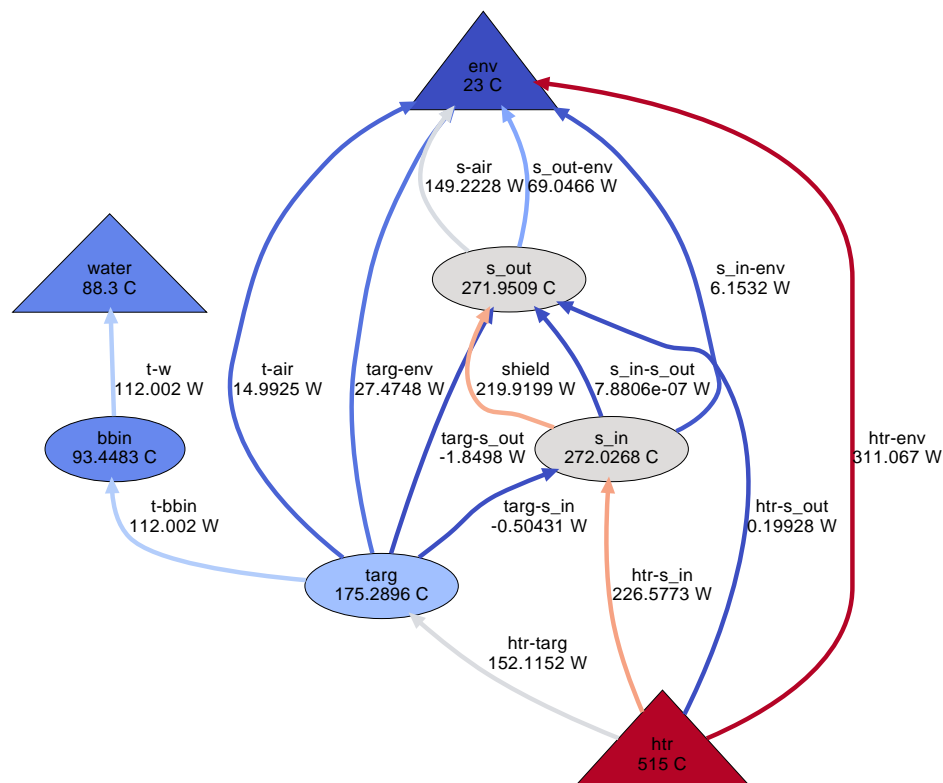 env
23 C
s-air
149.2228 W
s_out-env
69.0466 W
water
88.3 C
s_out
271.9509 C
s_in-env
6.1532 W
t-w
112.002 W
t-air
14.9925 W
targ-env
27.4748 W
shield
219.9199 W
s_in-s_out
7.8806e-07 W
bbin
93.4483 C
targ-s_out
-1.8498 W
s_in
272.0268 C
htr-env
311.067 W
t-bbin
112.002 W
targ-s_in
-0.50431 W
htr-s_out
0.19928 W
targ
175.2896 C
htr-s_in
226.5773 W
htr-targ
152.1152 W
htr
515 C